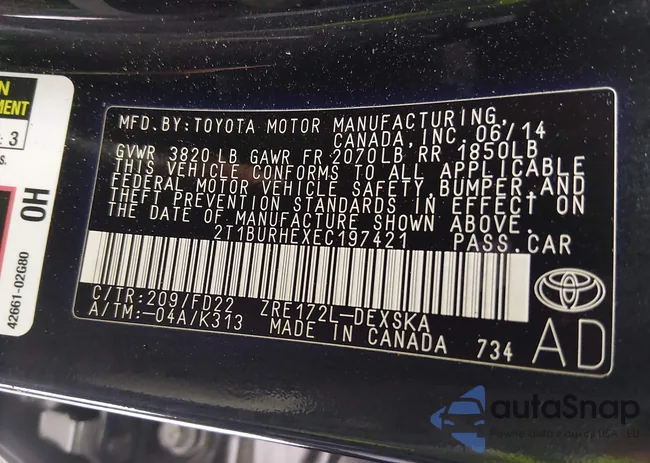 N
EMENT
: 3
s.
OH
42661-02G80
MFD.BY:TOYOTA MOTOR MANUFACTURING,
CANADA,INC. 06/14
GVWR 3820 LB GAWR FR 2070LB RR 1850LB
THIS VEHICLE CONFORMS TO ALL APPLICABLE
FEDERAL MOTOR VEHICLE SAFETY,BUMPER,AND
THEFT PREVENTION STANDARDS IN EFFECT ON
THE DATE OF MANUFACTURE SHOWN ABOVE.
2T1BURHEXEC197421 PASS.CAR
C/TR:209/FD22 ZRE172L-DEXSKA
A/TM:-04A/K313 MADE IN CANADA 734
AD
autoSnap